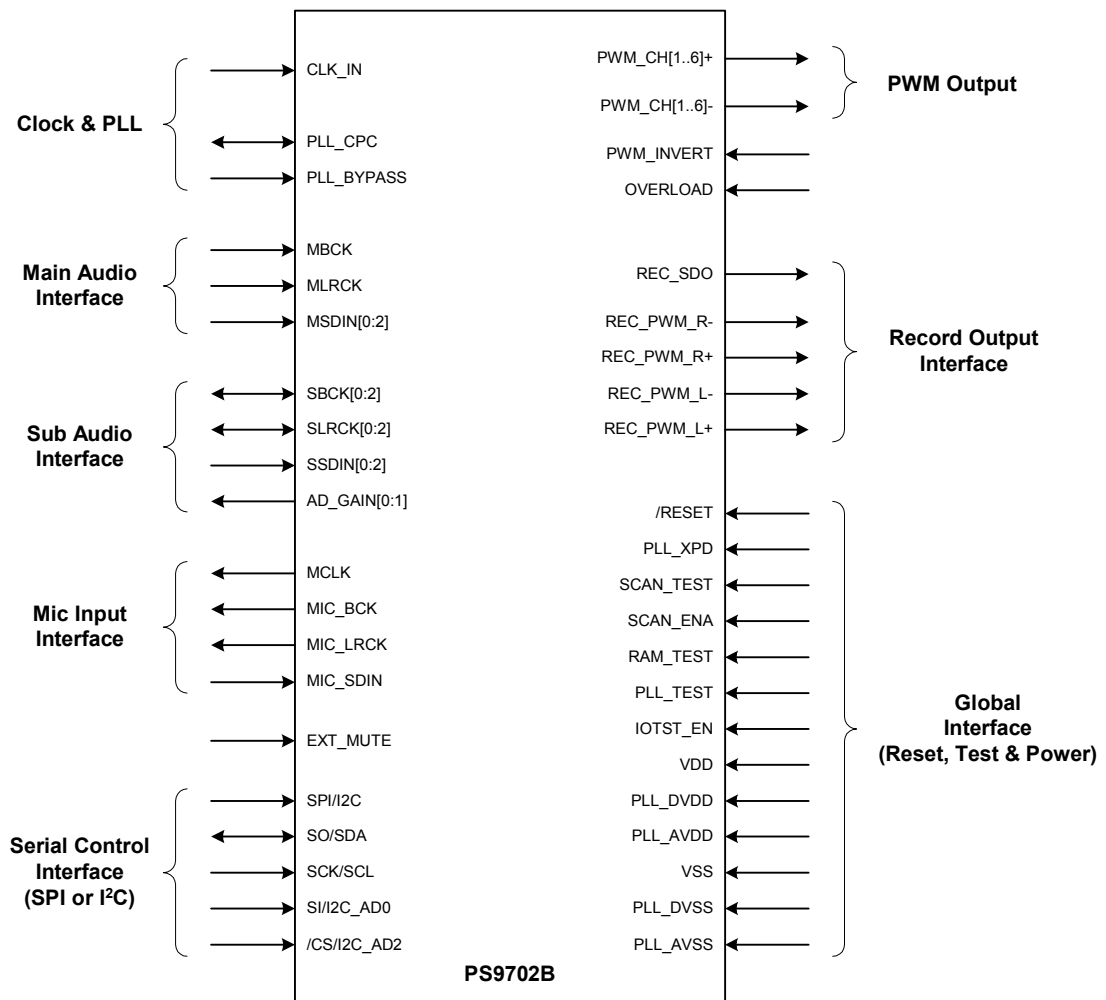 Clock & PLL
CLK_IN
PLL_CPC
PLL_BYPASS
Main Audio
Interface
MBCK
MLRCK
MSDIN[0:2]
Sub Audio
Interface
SBCK[0:2]
SLRCK[0:2]
SSDIN[0:2]
AD_GAIN[0:1]
Mic Input
Interface
MCLK
MIC_BCK
MIC_LRCK
MIC_SDIN
EXT_MUTE
Serial Control
Interface
(SPI or I²C)
SPI/I2C
SO/SDA
SCK/SCL
SI/I2C_AD0
/CS/I2C_AD2
PWM_CH[1..6]+
PWM_CH[1..6]-
PWM Output
PWM_INVERT
OVERLOAD
REC_SDO
REC_PWM_R-
REC_PWM_R+
REC_PWM_L-
REC_PWM_L+
Record Output
Interface
/RESET
PLL_XPD
SCAN_TEST
SCAN_ENA
RAM_TEST
PLL_TEST
IOTST_EN
VDD
PLL_DVDD
PLL_AVDD
VSS
PLL_DVSS
PLL_AVSS
Global
Interface
(Reset, Test & Power)
PS9702B